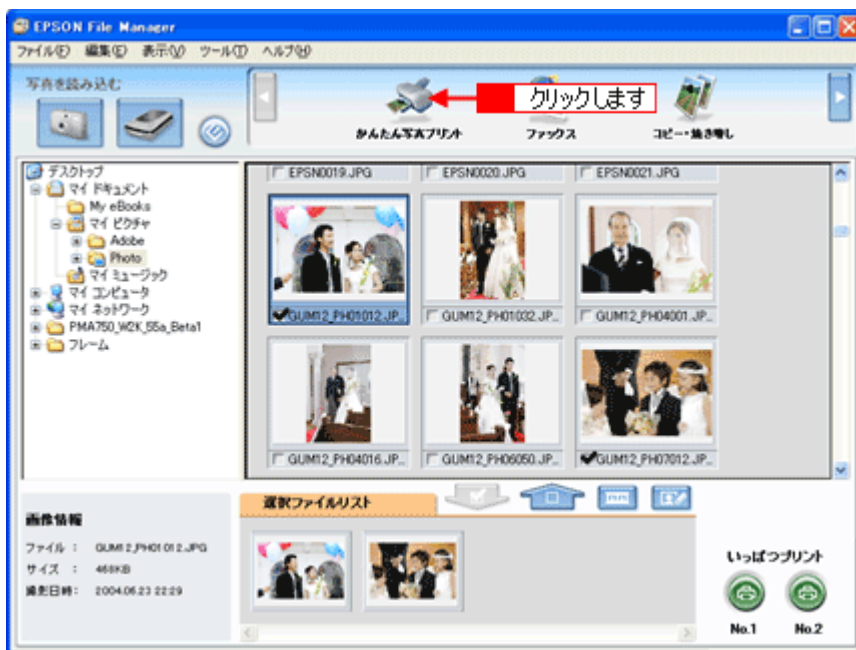 EPSON File Manager
ファイル(F) 編集(E) 表示(V) ツール(T) ヘルプ(H)
写真を読み込む
クリックします
かんたん写真プリント ファックス コピー・焼き増し
デスクトップ
マイ ドキュメント
My eBooks
マイ ピクチャ
Adobe
Photo
マイ ミュージック
マイ コンピュータ
マイ ネットワーク
PMA750_W2K_55a_Beta1
フレーム
EPSN0019.JPG EPSN0020.JPG EPSN0021.JPG
GUM12_PH01012.JP... GUM12_PH01032.JP... GUM12_PH04001.JP...
GUM12_PH04016.JP... GUM12_PH06050.JP... GUM12_PH07012.JP...
選択ファイルリスト
画像情報
ファイル : GUM12_PH01012.JPG
サイズ : 468KB
撮影日時: 2004.06.23 22:29
いっぱつプリント
No.1 No.2